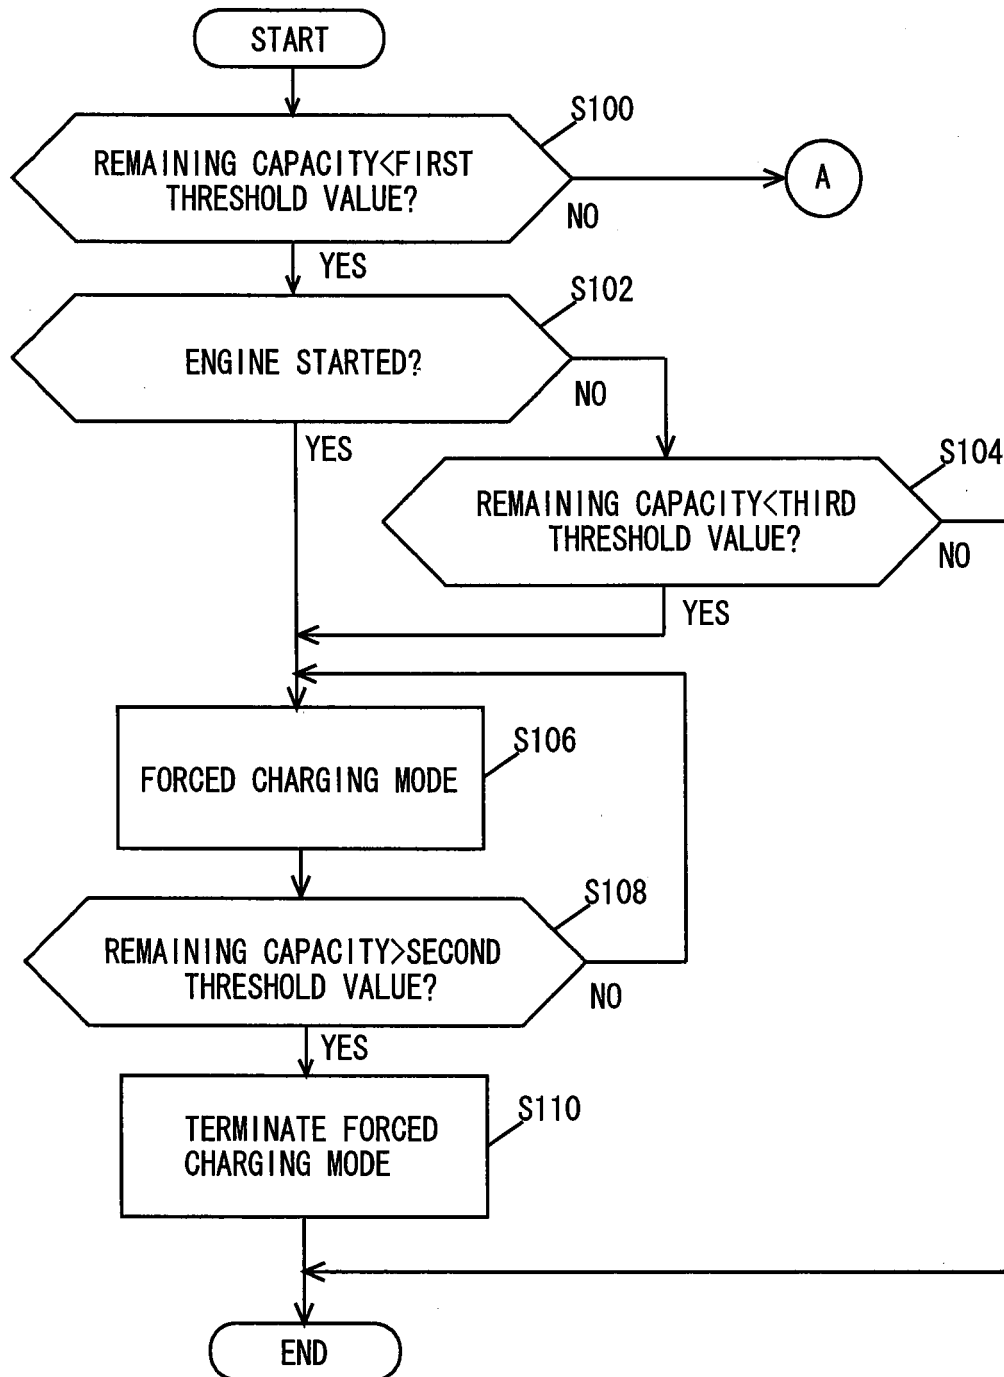 START
S100
REMAINING CAPACITY<FIRST
THRESHOLD VALUE?
A
NO
YES
S102
ENGINE STARTED?
NO
YES
S104
REMAINING CAPACITY<THIRD
THRESHOLD VALUE?
NO
YES
S106
FORCED CHARGING MODE
S108
REMAINING CAPACITY>SECOND
THRESHOLD VALUE?
NO
YES
S110
TERMINATE FORCED
CHARGING MODE
END